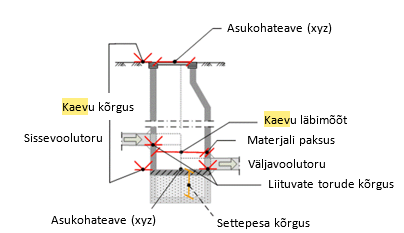 Asukohateave (xyz)
Kaevu kõrgus
Kaevu läbimõõt
Sissevoolutoru
Materjali paksus
Väljavoolutoru
Liituvate torude kõrgus
Asukohateave (xyz)
Settepesa kõrgus